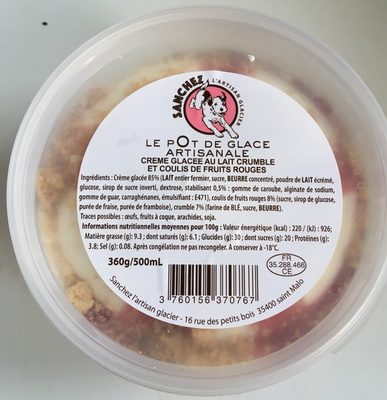 SANCHEZ L'ARTISAN GLACIER
LE POT DE GLACE
ARTISANALE
CREME GLACEE AU LAIT CRUMBLE
ET COULIS DE FRUITS ROUGES
Ingrédients : Crème glacée 85% (LAIT entier fermier, sucre, BEURRE concentré, poudre de LAIT écrémé,
glucose, sirop de sucre inverti, dextrose, stabilisant 0,5% : gomme de caroube, alginate de sodium,
gomme de guar, carraghénanes, émulsifiant : E471), coulis de fruits rouges 8% (sucre, sirop de glucose,
purée de fraise, purée de framboise), crumble 7% (farine de BLÉ, sucre, BEURRE).
Traces possibles : œufs, fruits à coque, arachides, soja.
Informations nutritionnelles moyennes pour 100g : Valeur énergétique (kcal) : 220 / (kJ) : 926;
Matière grasse (g) : 9.3 ; dont saturés (g) : 6.1 ; Glucides (g) : 30 ; dont sucres (g) : 20 ; Protéines (g) :
3.8; Sel (g) : 0.08. Après congélation ne pas recongeler. A conserver à -18°C.
360g/500mL
FR
35.288.466
CE
3 760156 370767
Sanchez l'artisan glacier - 16 rue des petits bois 35400 saint Malo